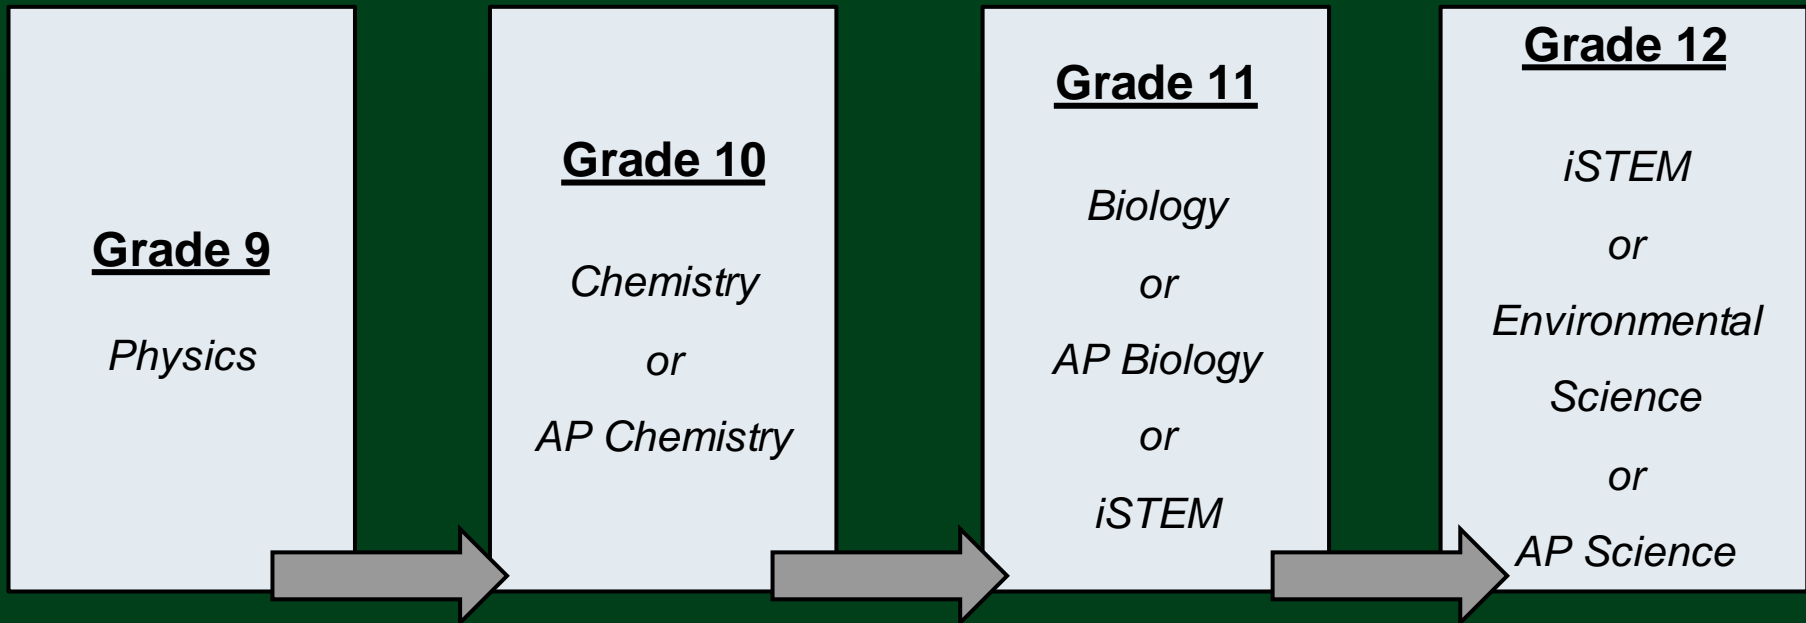 Grade 9
Physics
Grade 10
Chemistry
or
AP Chemistry
Grade 11
Biology
or
AP Biology
or
iSTEM
Grade 12
iSTEM
or
Environmental
Science
or
AP Science